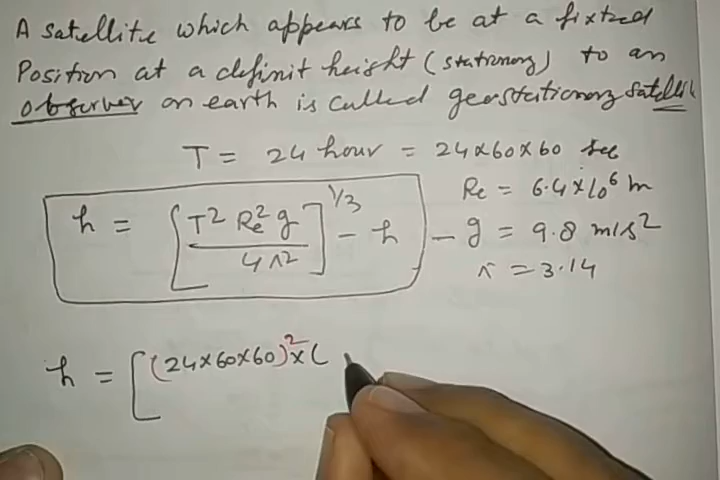 A satellite which appears to be at a fixted
Position at a definit height (stationary) to an
observer on earth is called geostationary satellite
T = 24 hour = 24×60×60 sec
Re = 6.4×10⁶ m
h = [T² Re² g / 4π²]^1/3 - h
- g = 9.8 m/s²
π = 3.14
h = [(24×60×60)² × (